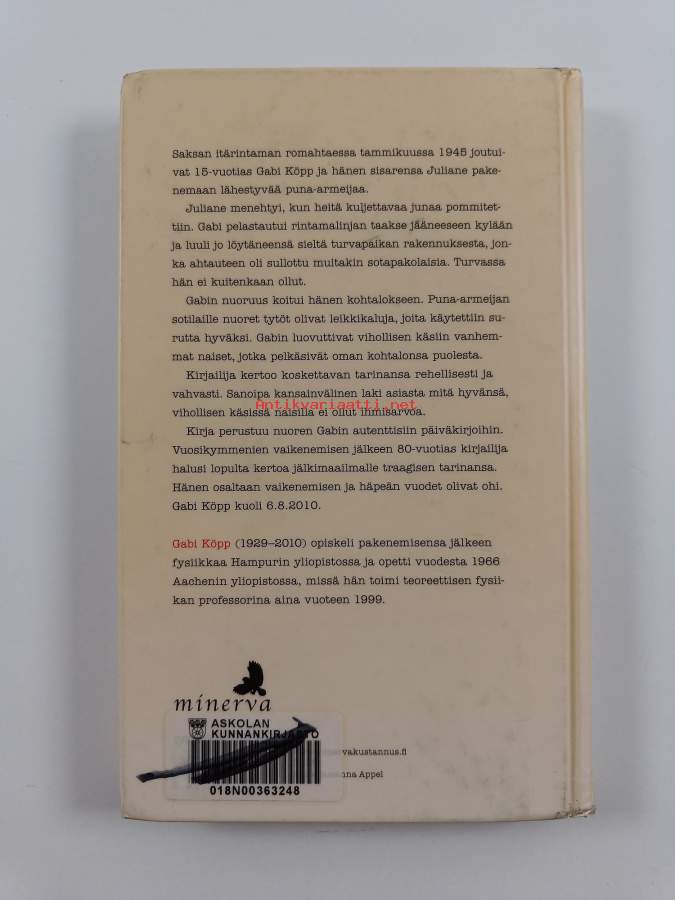 Saksan itärintaman romahtaessa tammikuussa 1945 joutui-
vat 15-vuotias Gabi Köpp ja hänen sisarensa Juliane pake-
nemaan lähestyvää puna-armeijaa.
Juliane menehtyi, kun heitä kuljettavaa junaa pommitet-
tiin. Gabi pelastautui rintamalinjan taakse jääneeseen kylään
ja luuli jo löytäneensä sieltä turvapaikan rakennuksesta, jon-
ka ahtauteen oli sullottu muitakin sotapakolaisia. Turvassa
hän ei kuitenkaan ollut.
Gabin nuoruus koitui hänen kohtalokseen. Puna-armeijan
sotilaille nuoret tytöt olivat leikkikaluja, joita käytettiin su-
rutta hyväksi. Gabin luovuttivat vihollisen käsiin vanhem-
mat naiset, jotka pelkäsivät oman kohtalonsa puolesta.
Kirjailija kertoo koskettavan tarinansa rehellisesti ja
vahvasti. Sanoipa kansainvälinen laki asiasta mitä hyvänsä,
Antikvariaatti.net
vihollisen käsissä naisilla ei ollut ihmisarvoa.
Kirja perustuu nuoren Gabin autenttisiin päiväkirjoihin.
Vuosikymmenien vaikenemisen jälkeen 80-vuotias kirjailija
halusi lopulta kertoa jälkimaailmalle traagisen tarinansa.
Hänen osaltaan vaikenemisen ja häpeän vuodet olivat ohi.
Gabi Köpp kuoli 6.8.2010.
Gabi Köpp (1929–2010) opiskeli pakenemisensa jälkeen
fysiikkaa Hampurin yliopistossa ja opetti vuodesta 1966
Aachenin yliopistossa, missä hän toimi teoreettisen fysii-
kan professorina aina vuoteen 1999.
minerva
ASKOLAN
KUNNANKIRJASTO
vakustannus.fi
nna Appel
018N00363248